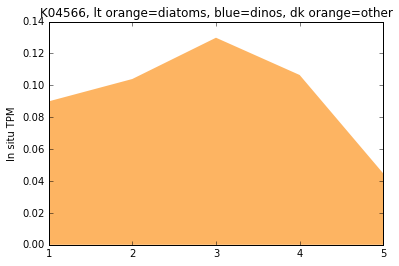 K04566, lt orange=diatoms, blue=dinos, dk orange=other
0.14
0.12
0.10
0.08
0.06
0.04
0.02
0.00
In situ TPM
1 2 3 4 5